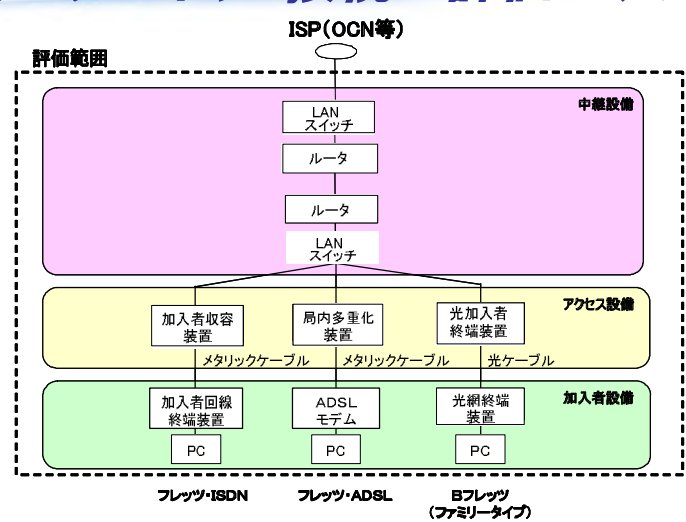 ISP(OCN等)
評価範囲
中継設備
LAN
スイッチ
ルータ
ルータ
LAN
スイッチ
アクセス設備
加入者収容
装置
局内多重化
装置
光加入者
終端装置
メタリックケーブル
メタリックケーブル
光ケーブル
加入者設備
加入者回線
終端装置
ADSL
モデム
光網終端
装置
PC
PC
PC
フレッツ・ISDN
フレッツ・ADSL
Bフレッツ
(ファミリータイプ)